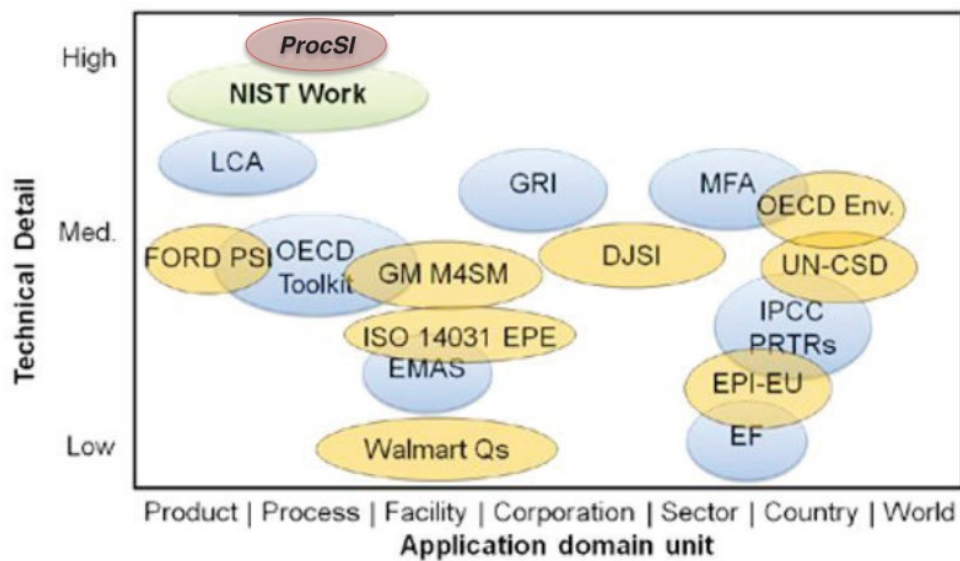 High
ProcSI
NIST Work
LCA
GRI
MFA
OECD Env.
Med.
FORD PSI
OECD
Toolkit
GM M4SM
DJSI
UN-CSD
ISO 14031 EPE
EMAS
IPCC
PRTRs
EPI-EU
Low
Walmart Qs
EF
Technical Detail
Product | Process | Facility | Corporation | Sector | Country | World
Application domain unit